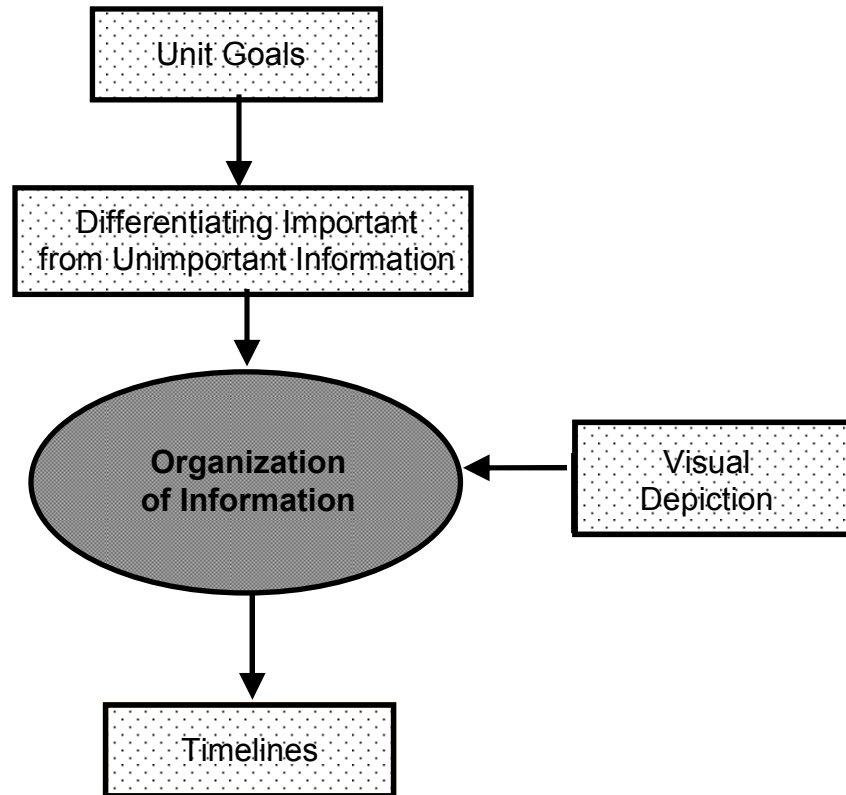 Unit Goals
Differentiating Important
from Unimportant Information
Organization
of Information
Visual
Depiction
Timelines